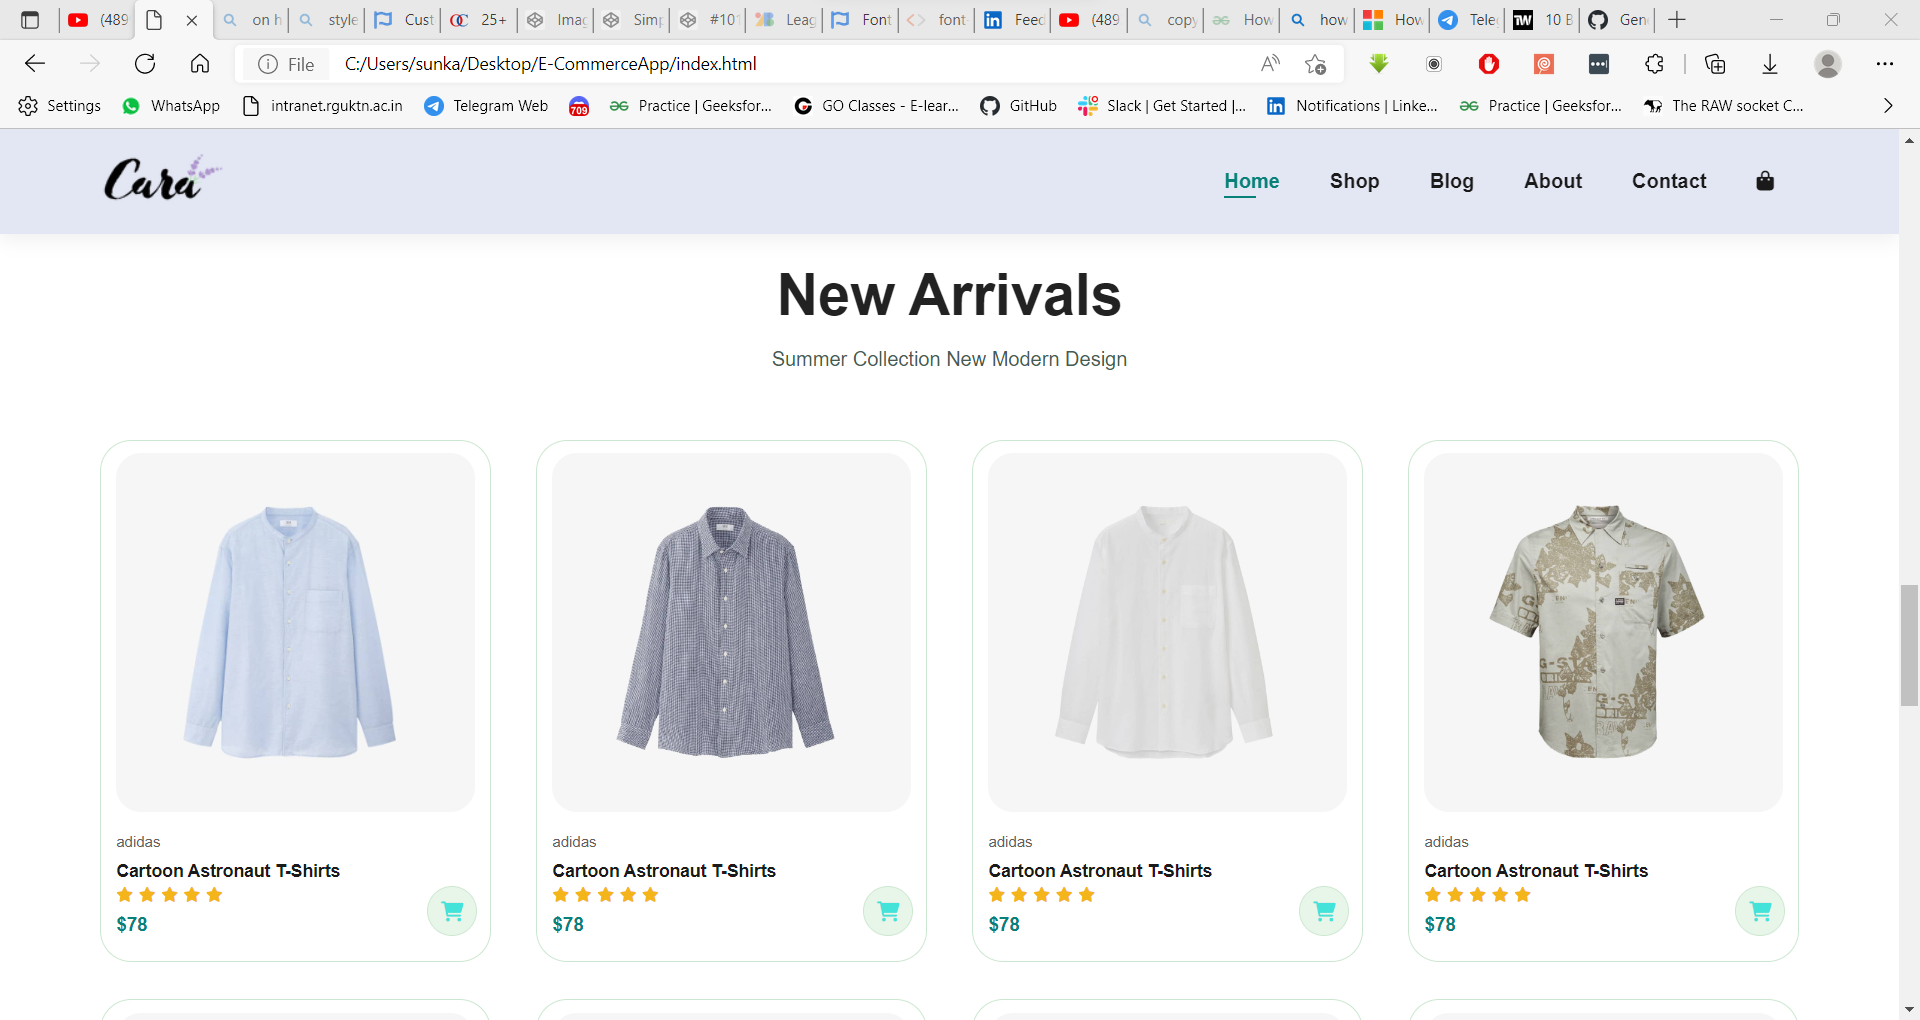 (489
on h
style
Cust
25+
Imag
Simp
#101
Leag
Font
font-
Feed
(489
copy
How
how
How
Tele
10 B
Gen
File
C:/Users/sunka/Desktop/E-CommerceApp/index.html
Settings
WhatsApp
intranet.rguktn.ac.in
Telegram Web
709
Practice | Geeksfor...
GO Classes - E-lear...
GitHub
Slack | Get Started |...
Notifications | Linke...
Practice | Geeksfor...
The RAW socket C...
Cara
Home
Shop
Blog
About
Contact
New Arrivals
Summer Collection New Modern Design
adidas
Cartoon Astronaut T-Shirts
$78
adidas
Cartoon Astronaut T-Shirts
$78
adidas
Cartoon Astronaut T-Shirts
$78
adidas
Cartoon Astronaut T-Shirts
$78